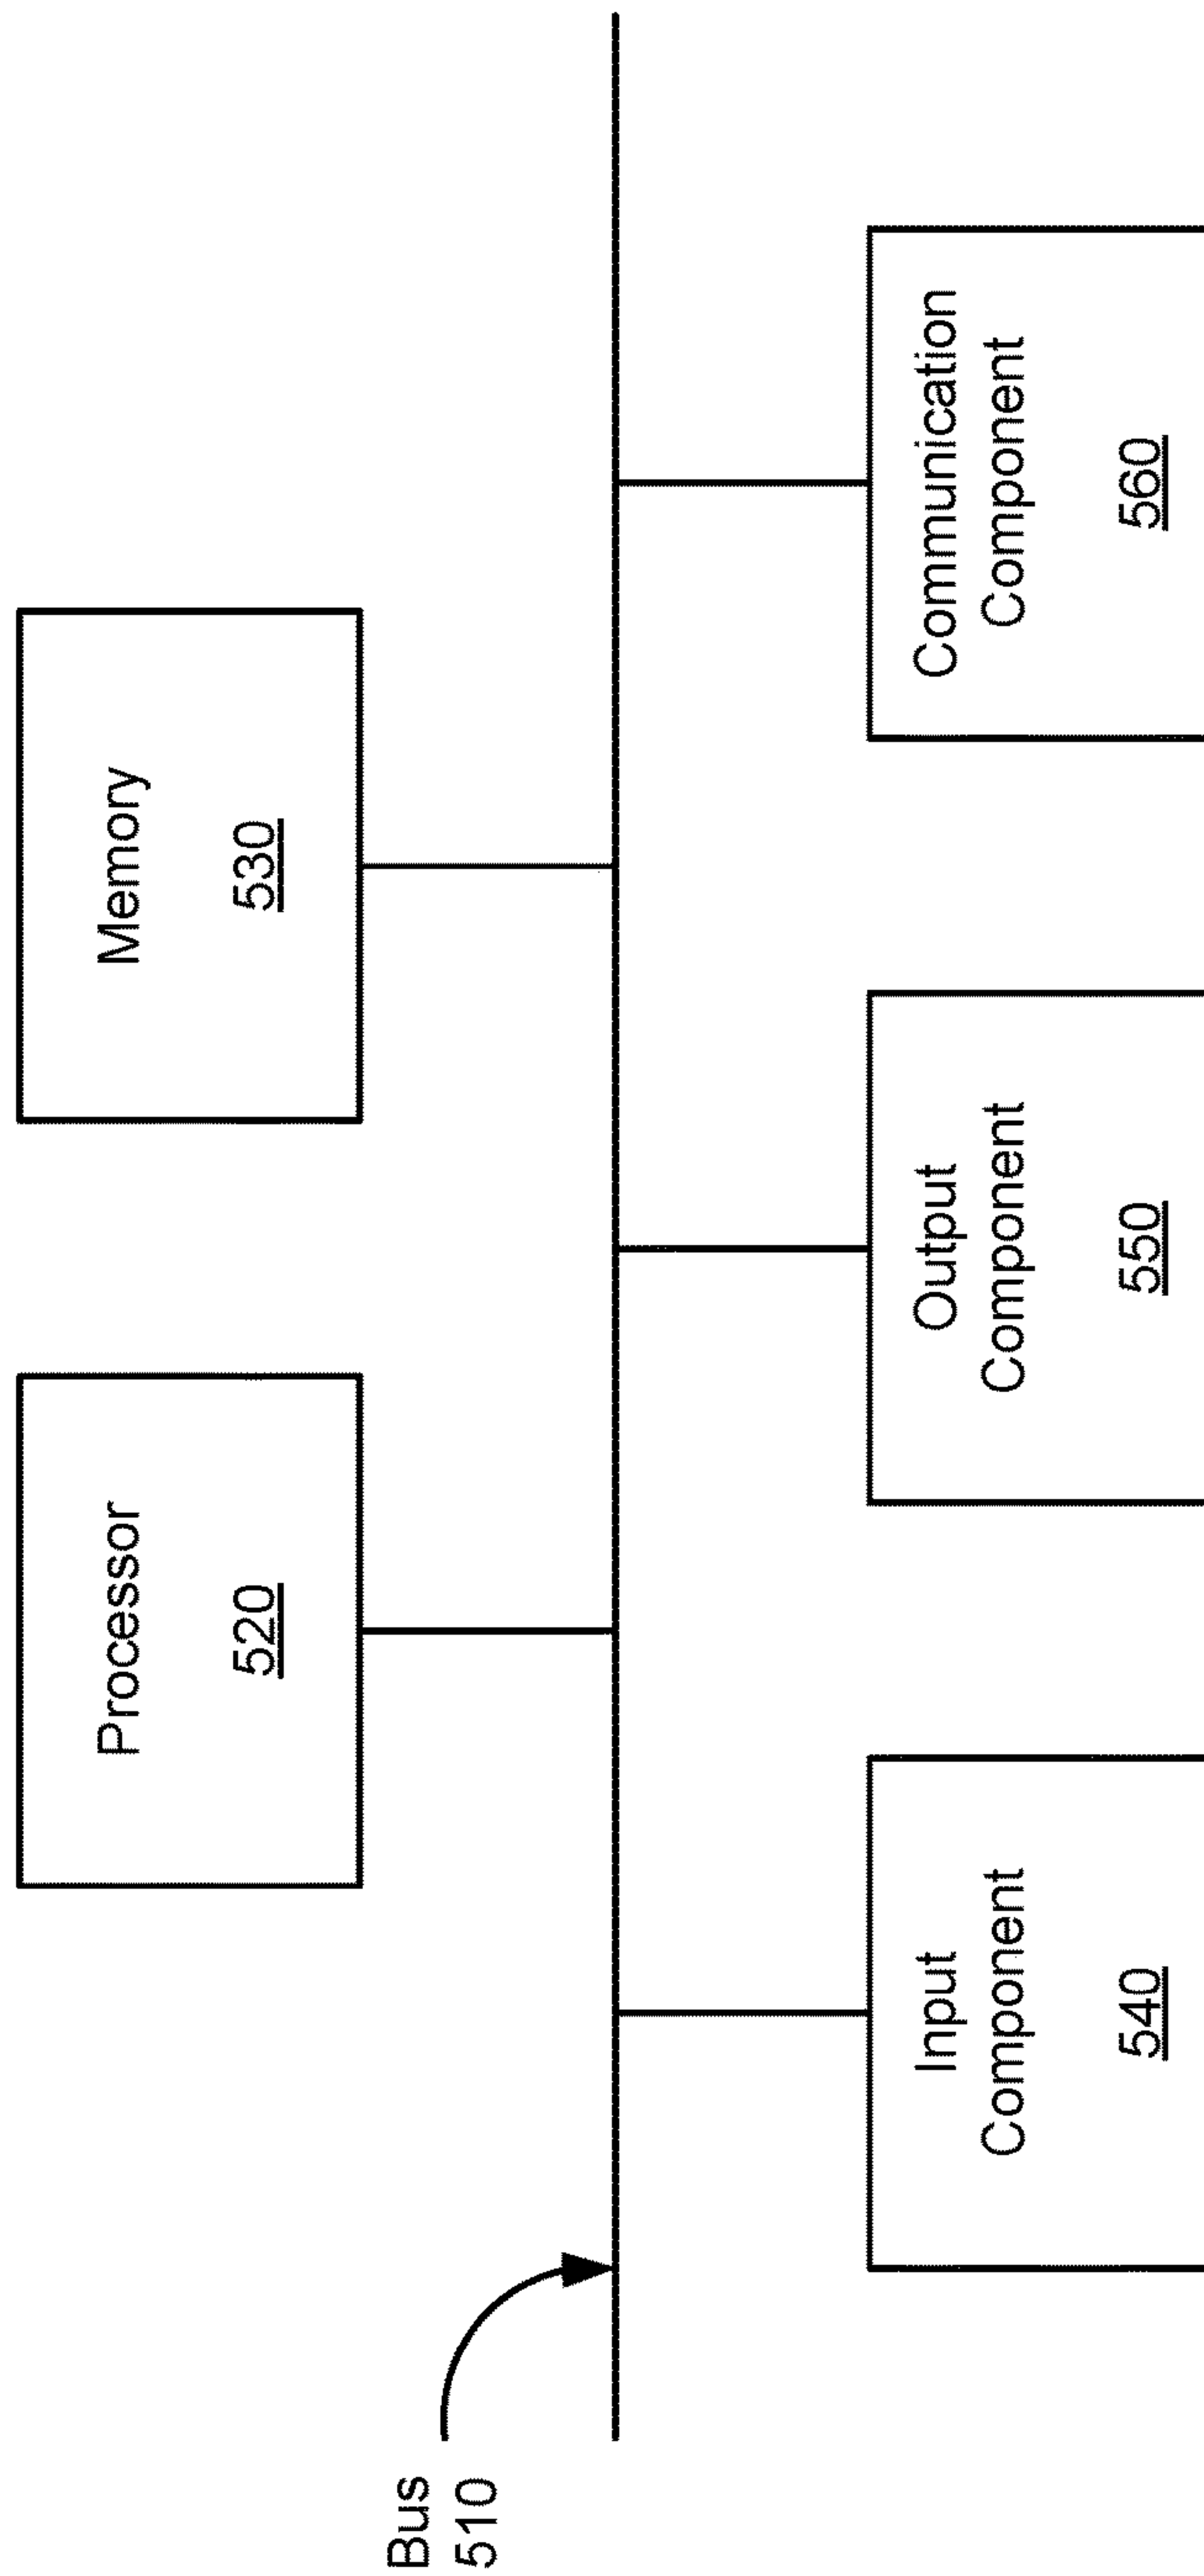 Processor
520
Memory
530
Bus
510
Input
Component
540
Output
Component
550
Communication
Component
560